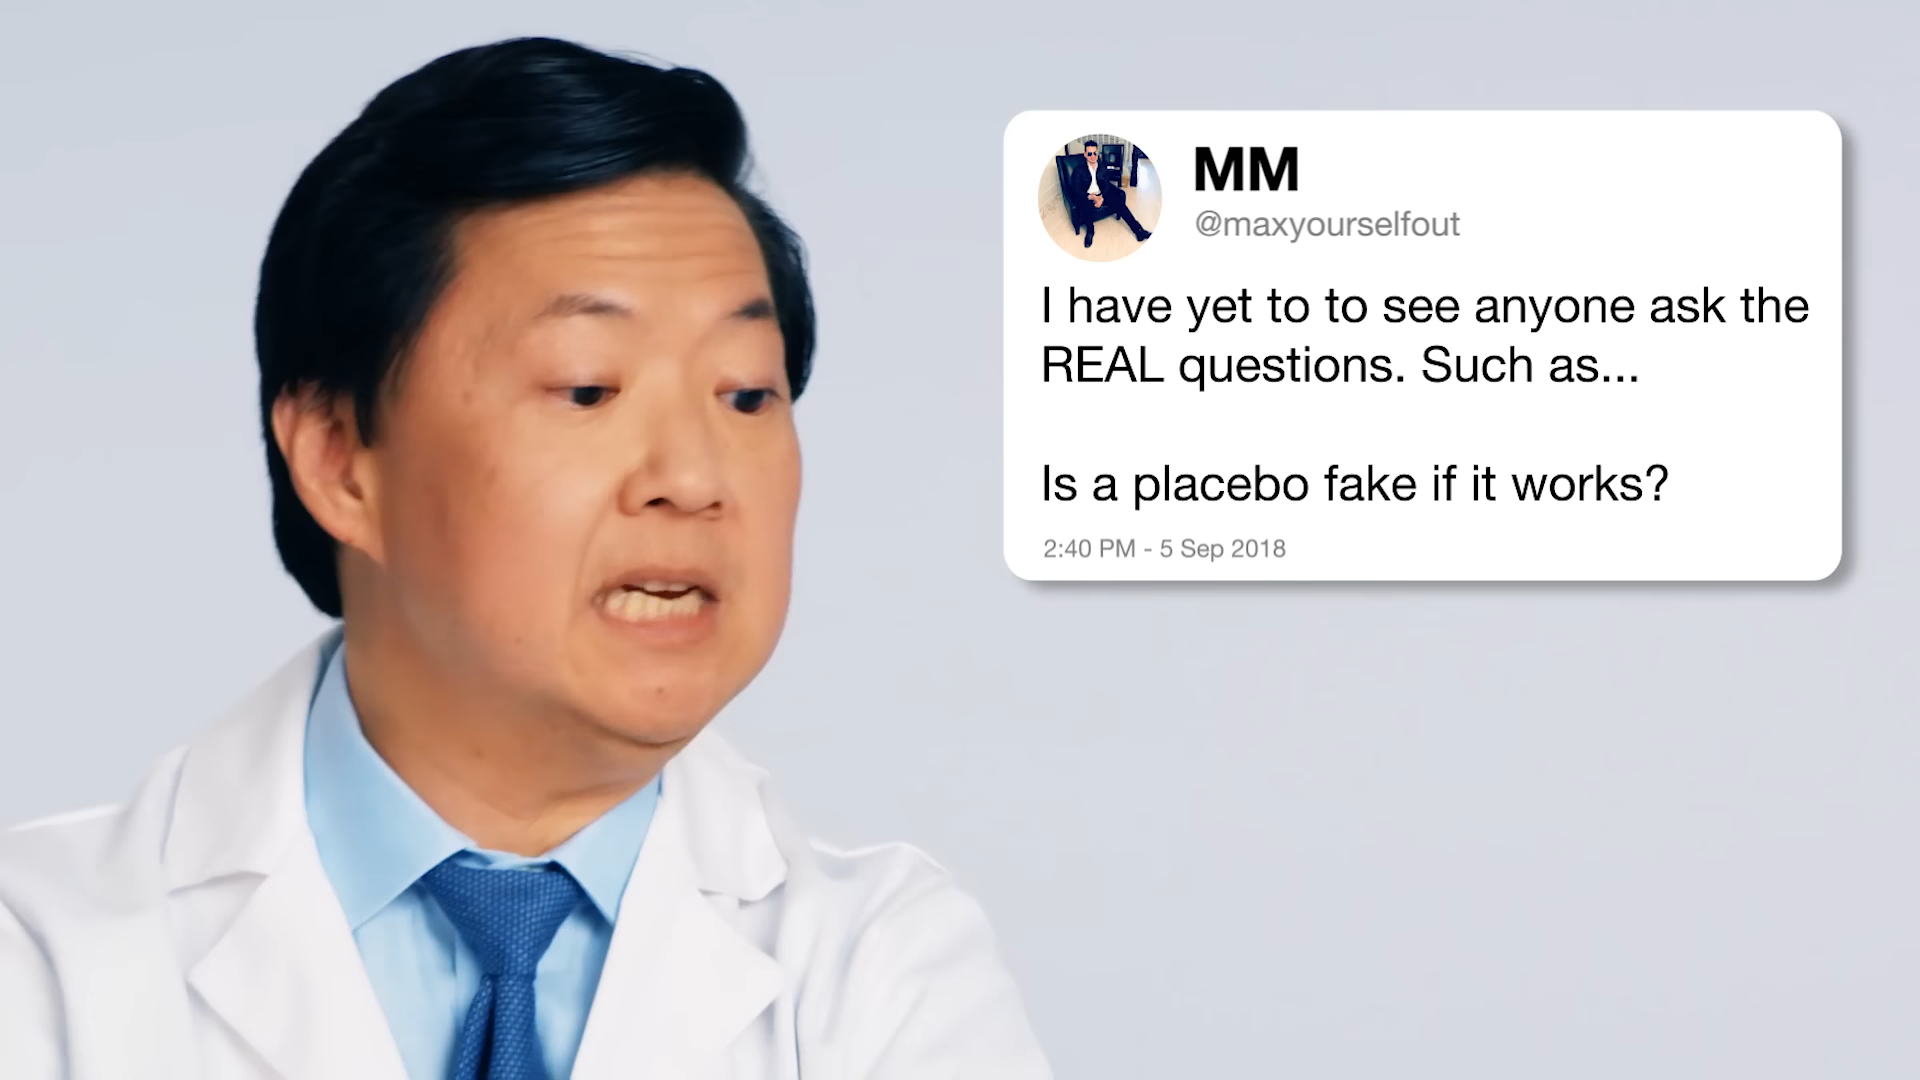 MM
@maxyourselfout
I have yet to to see anyone ask the
REAL questions. Such as...
Is a placebo fake if it works?
2:40 PM - 5 Sep 2018